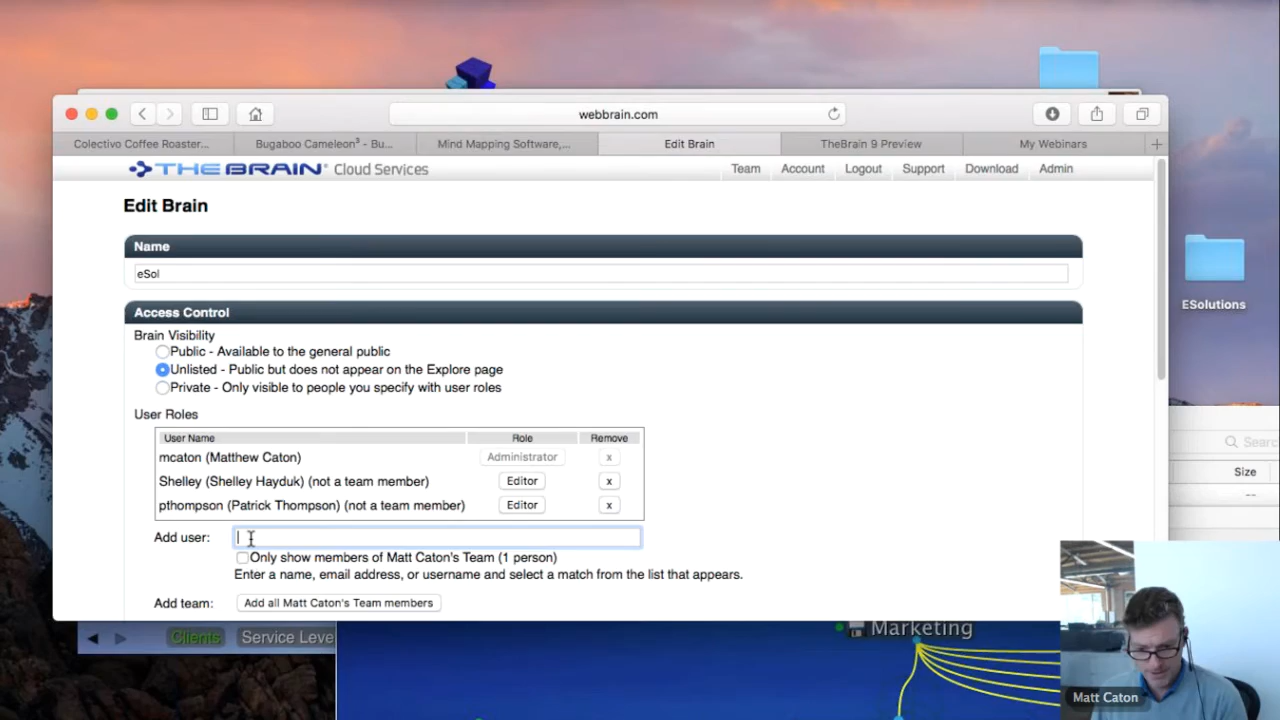 webbrain.com
Colectivo Coffee Roaster...
Bugaboo Cameleon³ - Bu...
Mind Mapping Software,...
Edit Brain
TheBrain 9 Preview
My Webinars
THE BRAIN® Cloud Services
Team
Account
Logout
Support
Download
Admin
Edit Brain
Name
eSol
Access Control
Brain Visibility
Public - Available to the general public
Unlisted - Public but does not appear on the Explore page
Private - Only visible to people you specify with user roles
User Roles
User Name Role Remove
mcaton (Matthew Caton) Administrator x
Shelley (Shelley Hayduk) (not a team member) Editor x
pthompson (Patrick Thompson) (not a team member) Editor x
Add user:
Only show members of Matt Caton's Team (1 person)
Enter a name, email address, or username and select a match from the list that appears.
Add team: Add all Matt Caton's Team members
ESolutions
Searc
Size
--
Clients
Service Leve
Marketing
Matt Caton